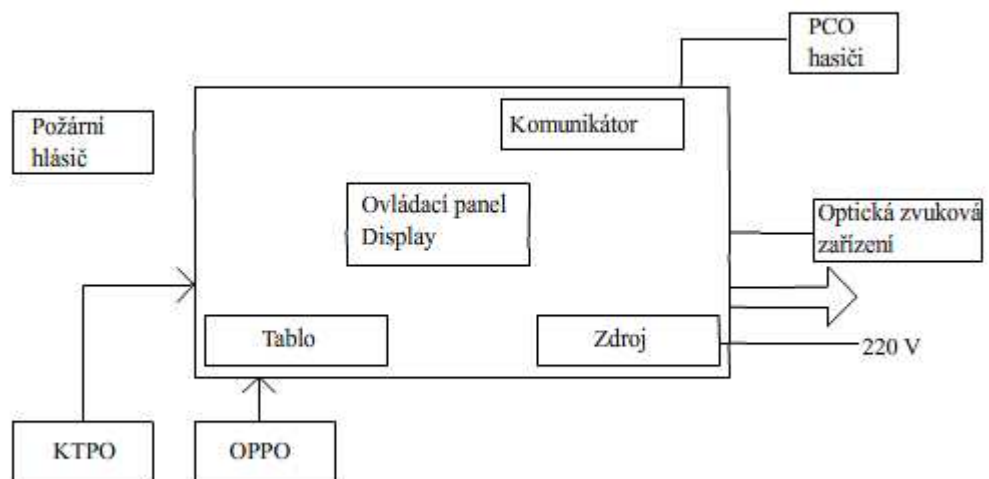 PCO
hasiči
Komunikátor
Požární
hlásič
Ovládací panel
Display
Optická zvuková
zařízení
Tablo
Zdroj
220 V
KTPO
OPPO